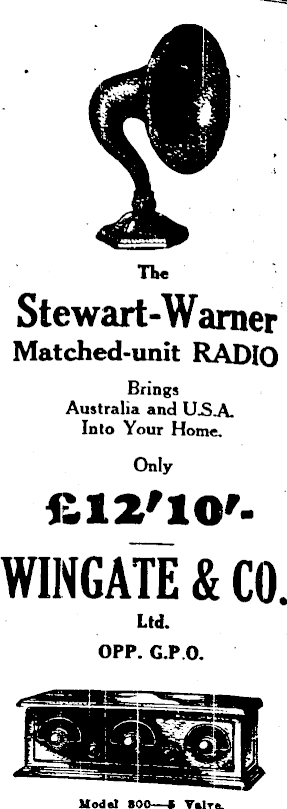 The
Stewart-Warner
Matched-unit RADIO
Brings
Australia and U.S.A.
Into Your Home.
Only
£12'10'-
WINGATE & CO.
Ltd.
OPP. G.P.O.
Model 300—5 Valve.